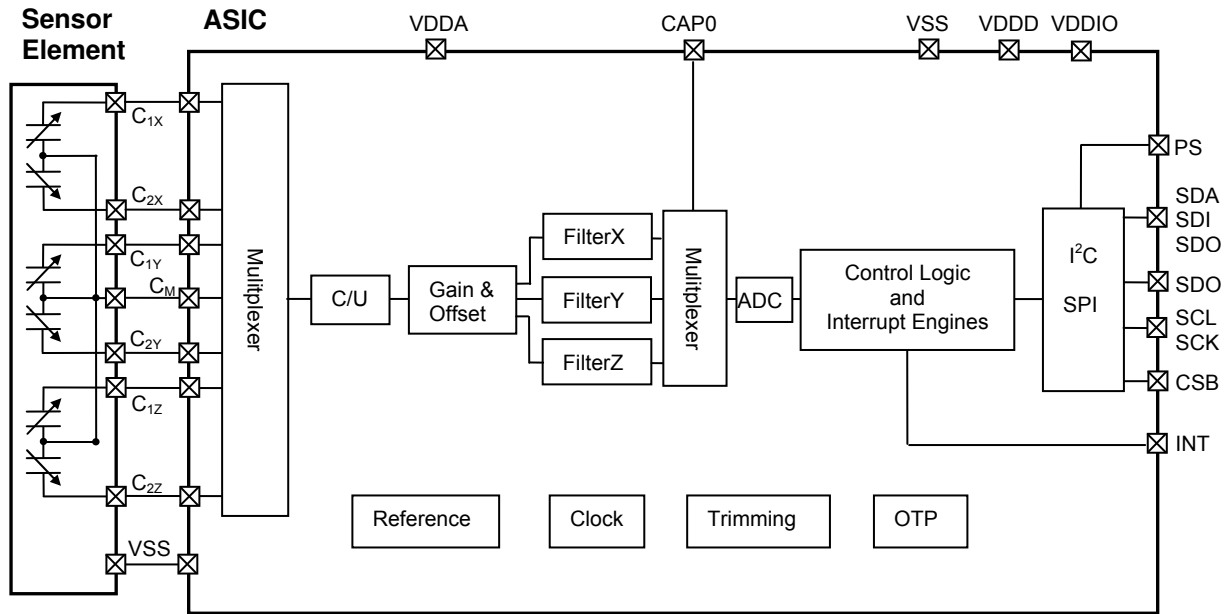 Sensor
Element
ASIC
VDDA
CAP0
VSS
VDDD
VDDIO
C1X
C2X
C1Y
CM
C2Y
C1Z
C2Z
VSS
Mulitplexer
C/U
Gain &
Offset
FilterX
FilterY
FilterZ
Mulitplexer
ADC
Control Logic
and
Interrupt Engines
I²C
SPI
PS
SDA
SDI
SDO
SDO
SCL
SCK
CSB
INT
Reference
Clock
Trimming
OTP